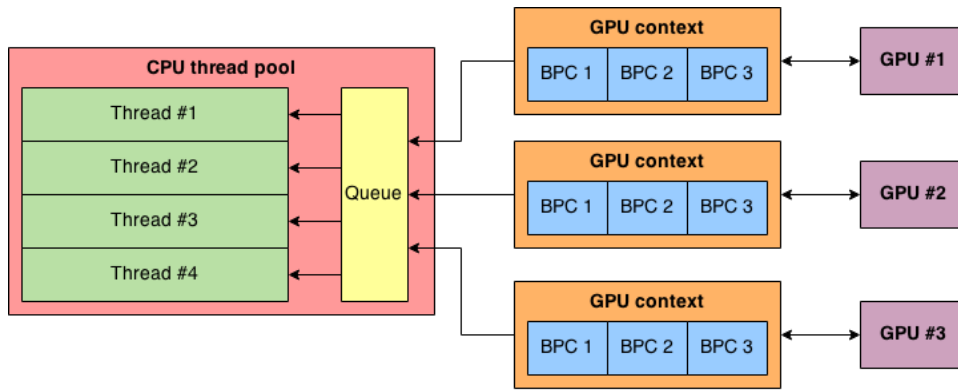 CPU thread pool
Thread #1
Thread #2
Thread #3
Thread #4
Queue
GPU context
BPC 1 BPC 2 BPC 3
GPU #1
GPU context
BPC 1 BPC 2 BPC 3
GPU #2
GPU context
BPC 1 BPC 2 BPC 3
GPU #3